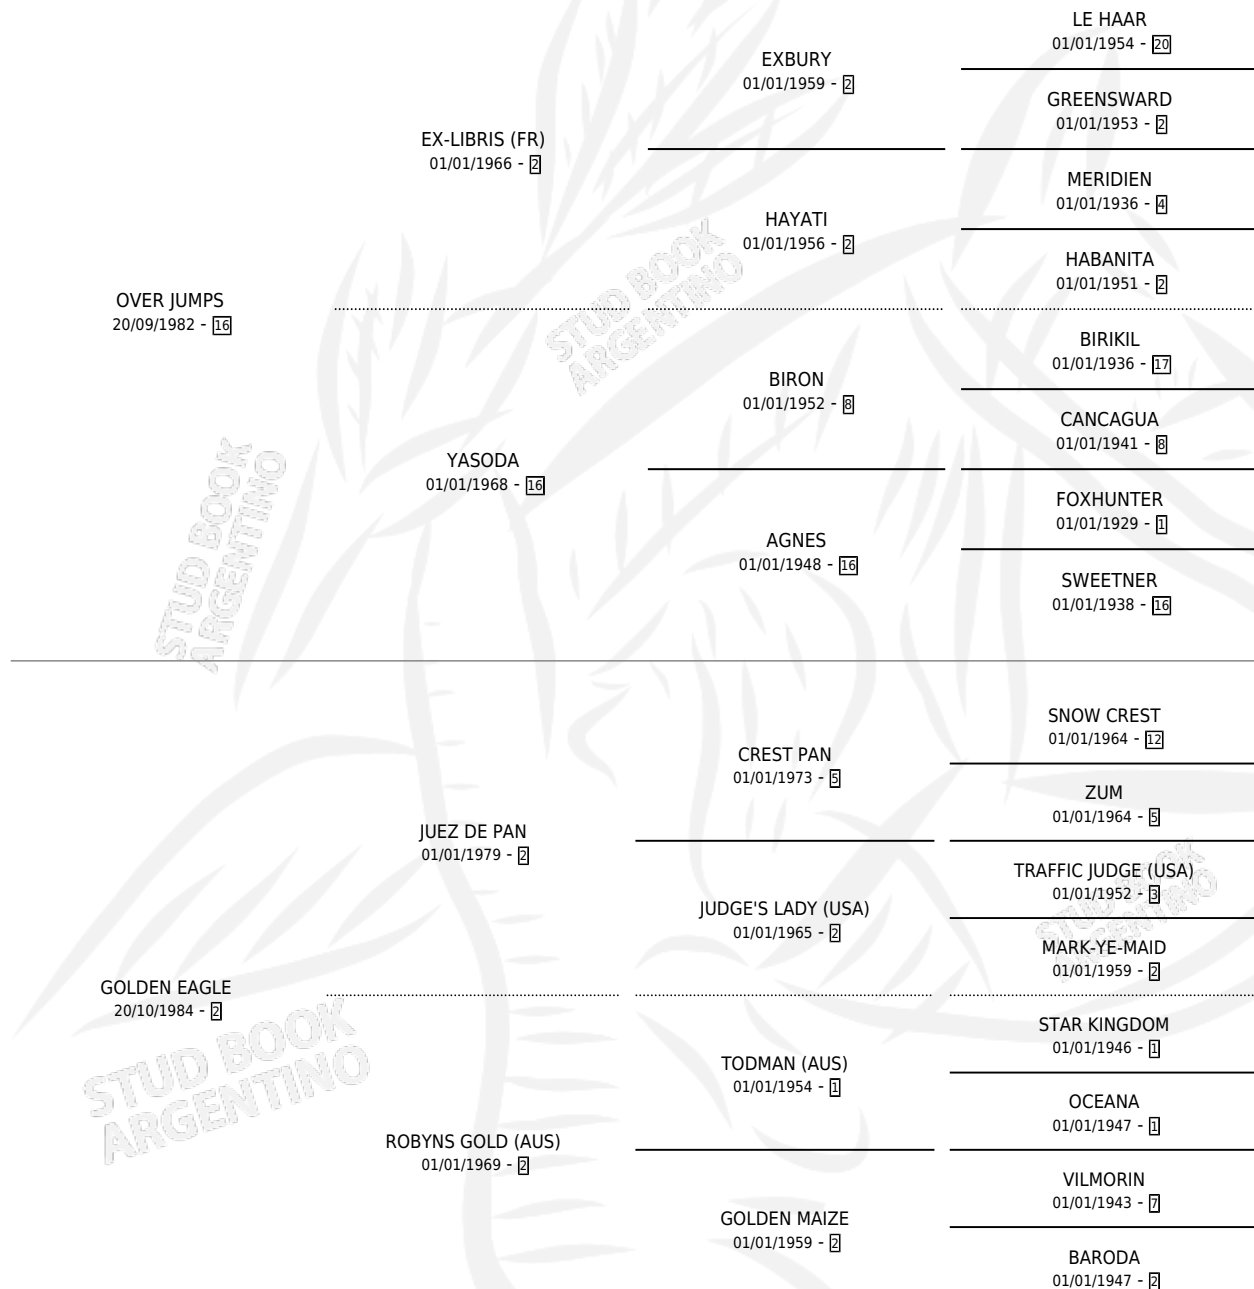 LE HAAR
01/01/1954 - 20
EXBURY
01/01/1959 - 2
GREENSWARD
01/01/1953 - 2
EX-LIBRIS (FR)
01/01/1966 - 2
MERIDIEN
01/01/1936 - 4
HAYATI
01/01/1956 - 2
HABANITA
01/01/1951 - 2
OVER JUMPS
20/09/1982 - 16
BIRIKIL
01/01/1936 - 17
BIRON
01/01/1952 - 8
CANCAGUA
01/01/1941 - 8
YASODA
01/01/1968 - 16
FOXHUNTER
01/01/1929 - 1
AGNES
01/01/1948 - 16
SWEETNER
01/01/1938 - 16
SNOW CREST
01/01/1964 - 12
CREST PAN
01/01/1973 - 5
ZUM
01/01/1964 - 5
JUEZ DE PAN
01/01/1979 - 2
TRAFFIC JUDGE (USA)
01/01/1952 - 3
JUDGE'S LADY (USA)
01/01/1965 - 2
MARK-YE-MAID
01/01/1959 - 2
GOLDEN EAGLE
20/10/1984 - 2
STAR KINGDOM
01/01/1946 - 1
TODMAN (AUS)
01/01/1954 - 1
OCEANA
01/01/1947 - 1
ROBYNS GOLD (AUS)
01/01/1969 - 2
VILMORIN
01/01/1943 - 7
GOLDEN MAIZE
01/01/1959 - 2
BARODA
01/01/1947 - 2
STUD BOOK
ARGENTINO
STUD BOOK
ARGENTINO
STUD BOOK
ARGENTINO
STUD BOOK
ARGENTINO